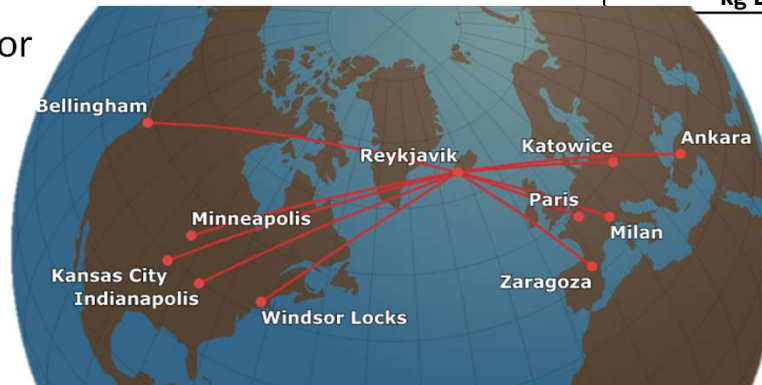 or
Bellingham
Reykjavik
Katowice
Ankara
Minneapolis
Paris
Milan
Kansas City
Indianapolis
Zaragoza
Windsor Locks